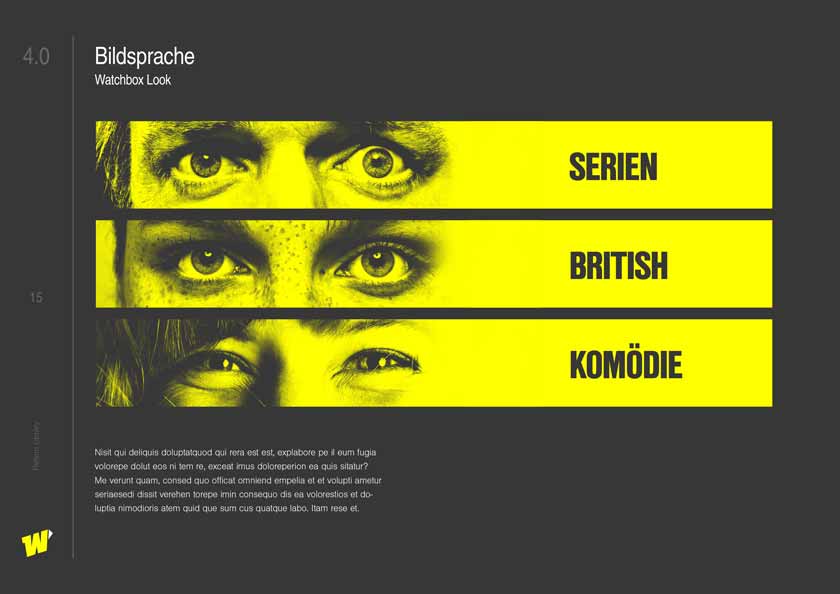 4.0
Bildsprache
Watchbox Look
SERIEN
BRITISH
KOMÖDIE
15
Nisit qui deliquis doluptatquod qui rera est est, explabore pe il eum fugia
volorepe dolut eos ni tem re, exceat imus doloreperion ea quis sitatur?
Me verunt quam, consed quo officat omniend empelia et et volupti ametur
seriaesedi dissit verehen torepe imin consequo dis ea volorestios et do-
luptia nimodioris atem quid que sum cus quatque labo. Itam rese et.
W